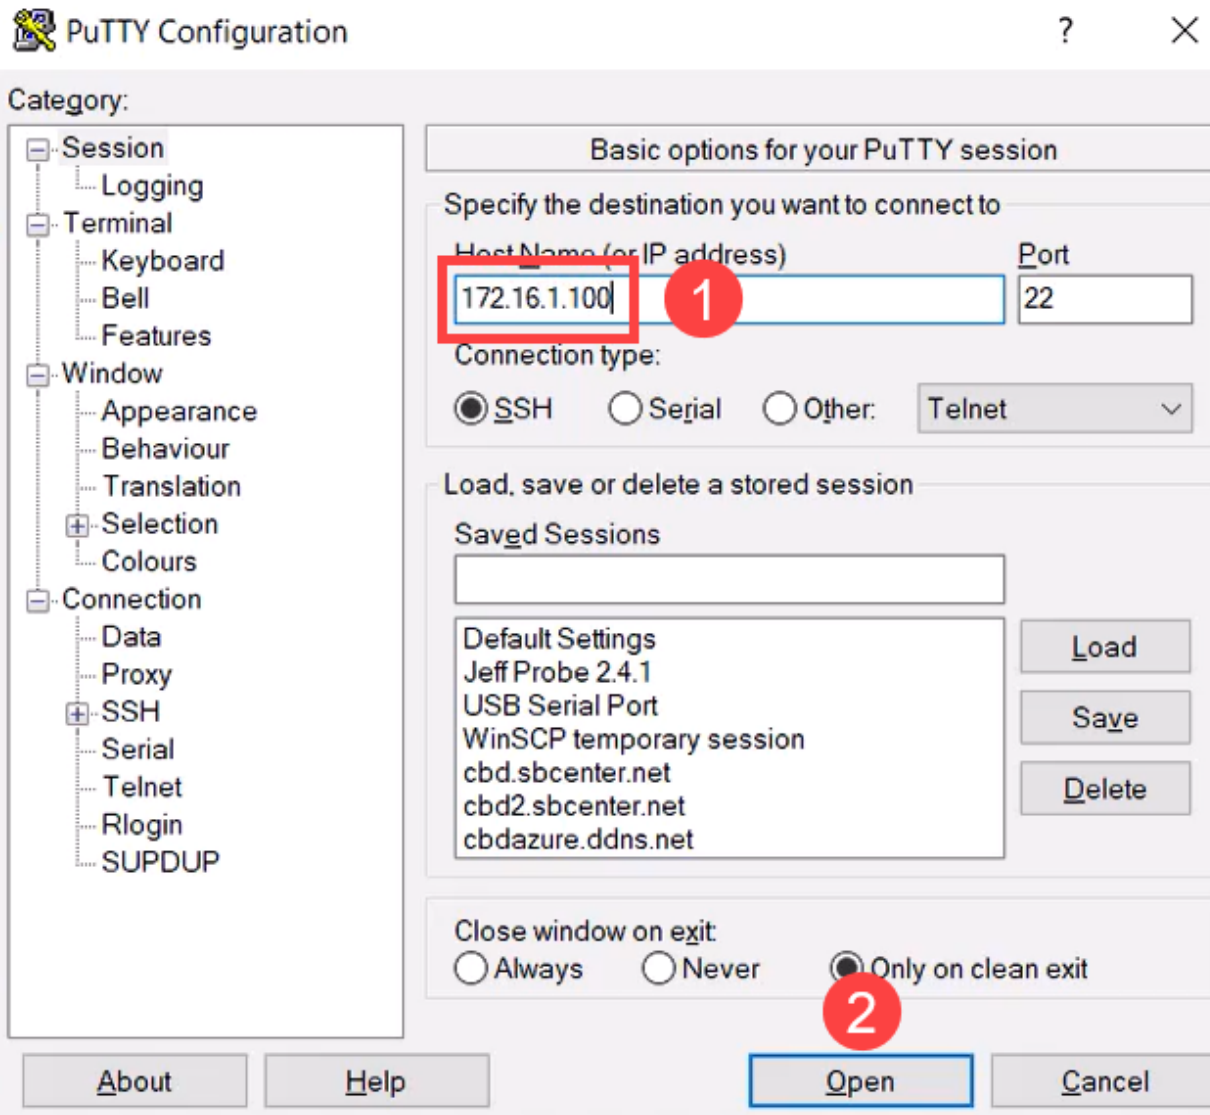 PuTTY Configuration
?
Category:
Session
Logging
Terminal
Keyboard
Bell
Features
Window
Appearance
Behaviour
Translation
Selection
Colours
Connection
Data
Proxy
SSH
Serial
Telnet
Rlogin
SUPDUP
Basic options for your PuTTY session
Specify the destination you want to connect to
Host Name (or IP address) Port
172.16.1.100 1 22
Connection type:
SSH Serial Other: Telnet
Load, save or delete a stored session
Saved Sessions
Default Settings
Jeff Probe 2.4.1
USB Serial Port
WinSCP temporary session
cbd.sbcenter.net
cbd2.sbcenter.net
cbdazure.ddns.net
Load
Save
Delete
Close window on exit:
Always Never Only on clean exit
2
About Help Open Cancel